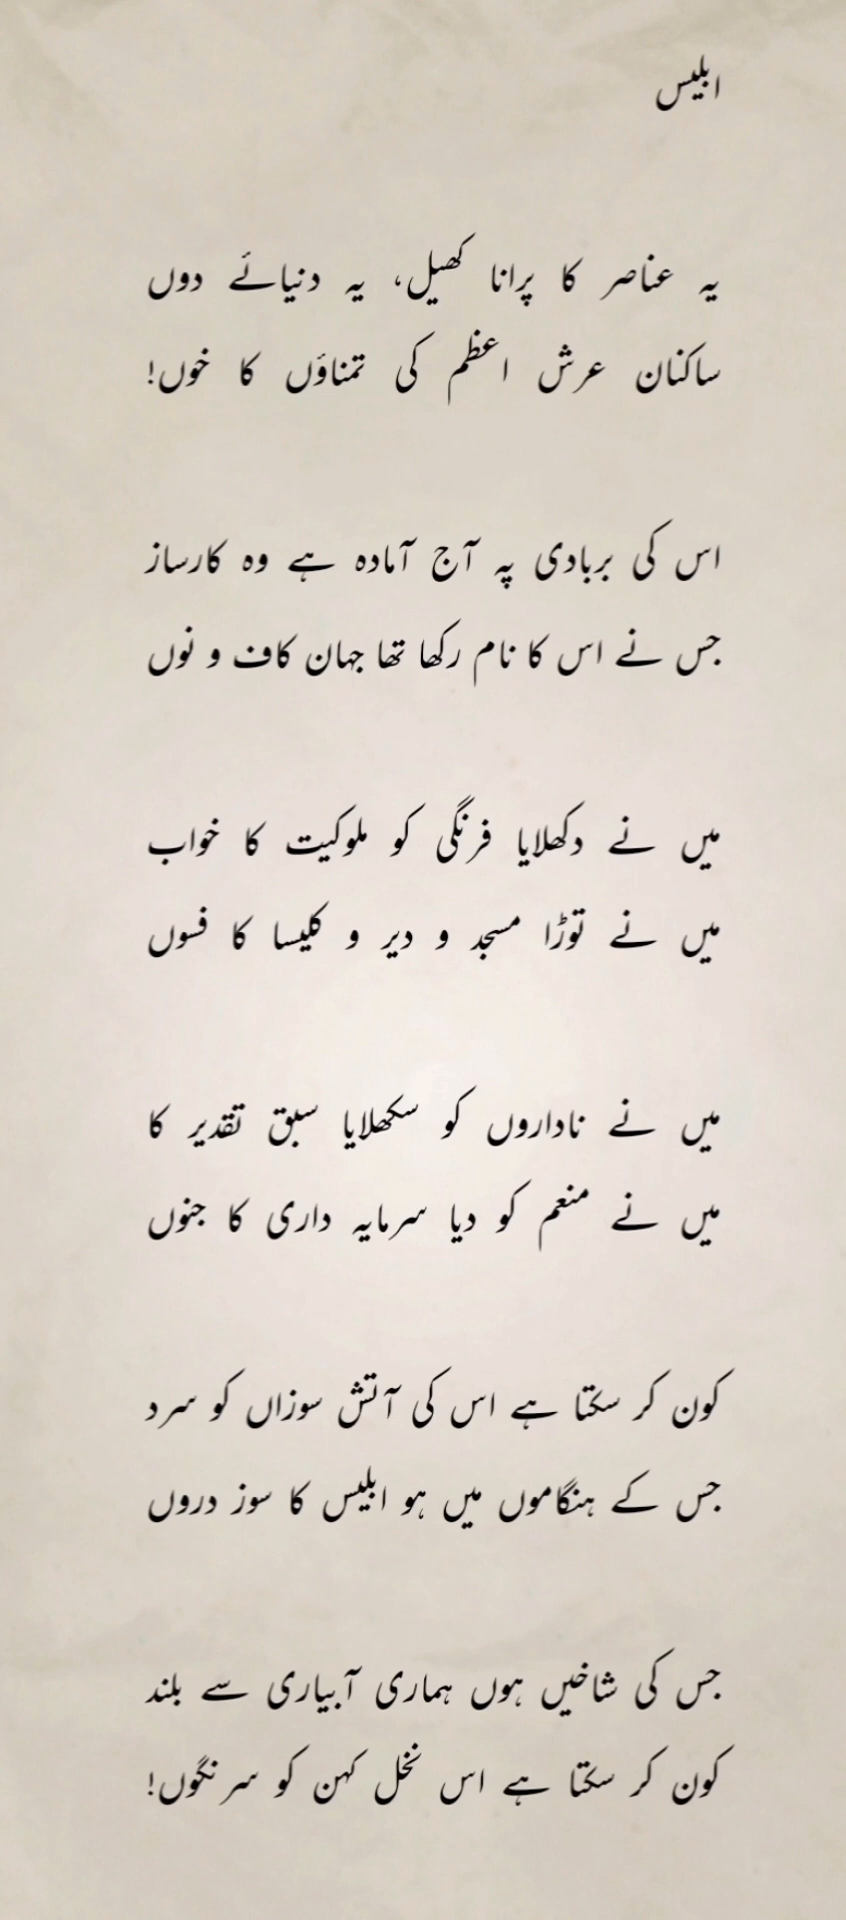 ابلیس
یہ عناصر کا پرانا کھیل، یہ دنیائے دوں
ساکنان عرش اعظم کی تمناؤں کا خوں!
اس کی بربادی پہ آج آمادہ ہے وہ کارساز
جس نے اس کا نام رکھا تھا جہان کاف و نوں
میں نے دکھلایا فرنگی کو ملوکیت کا خواب
میں نے توڑا مسجد و دیر و کلیسا کا فسوں
میں نے ناداروں کو سکھلایا سبق تقدیر کا
میں نے منعم کو دیا سرمایہ داری کا جنوں
کون کر سکتا ہے اس کی آتش سوزاں کو سرد
جس کے ہنگاموں میں ہو ابلیس کا سوز دروں
جس کی شاخیں ہوں ہماری آبیاری سے بلند
کون کر سکتا ہے اس نخل کہن کو سرنگوں!